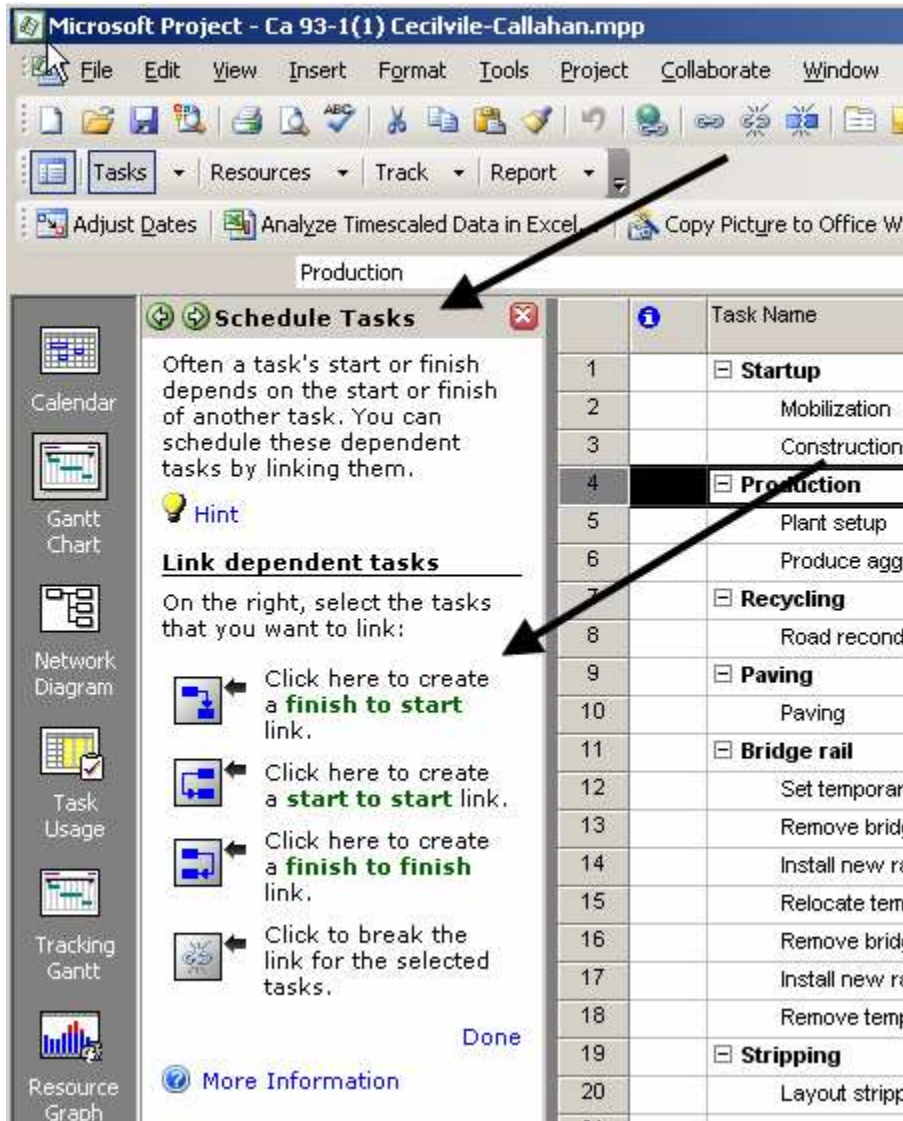 Microsoft Project - Ca 93-1(1) Cecilvile-Callahan.mpp
File Edit View Insert Format Tools Project Collaborate Window
Tasks Resources Track Report
Adjust Dates Analyze Timescaled Data in Excel... Copy Picture to Office W
Production
Schedule Tasks
Often a task's start or finish
depends on the start or finish
of another task. You can
schedule these dependent
tasks by linking them.
Hint
Link dependent tasks
On the right, select the tasks
that you want to link:
Click here to create
a finish to start
link.
Click here to create
a start to start link.
Click here to create
a finish to finish
link.
Click to break the
link for the selected
tasks.
Done
More Information
Calendar
Gantt
Chart
Network
Diagram
Task
Usage
Tracking
Gantt
Resource
Graph
Task Name
1 Startup
2 Mobilization
3 Construction
4 Production
5 Plant setup
6 Produce agg
7 Recycling
8 Road recond
9 Paving
10 Paving
11 Bridge rail
12 Set temporar
13 Remove brid
14 Install new ra
15 Relocate tem
16 Remove brid
17 Install new ra
18 Remove temp
19 Stripping
20 Layout stripp